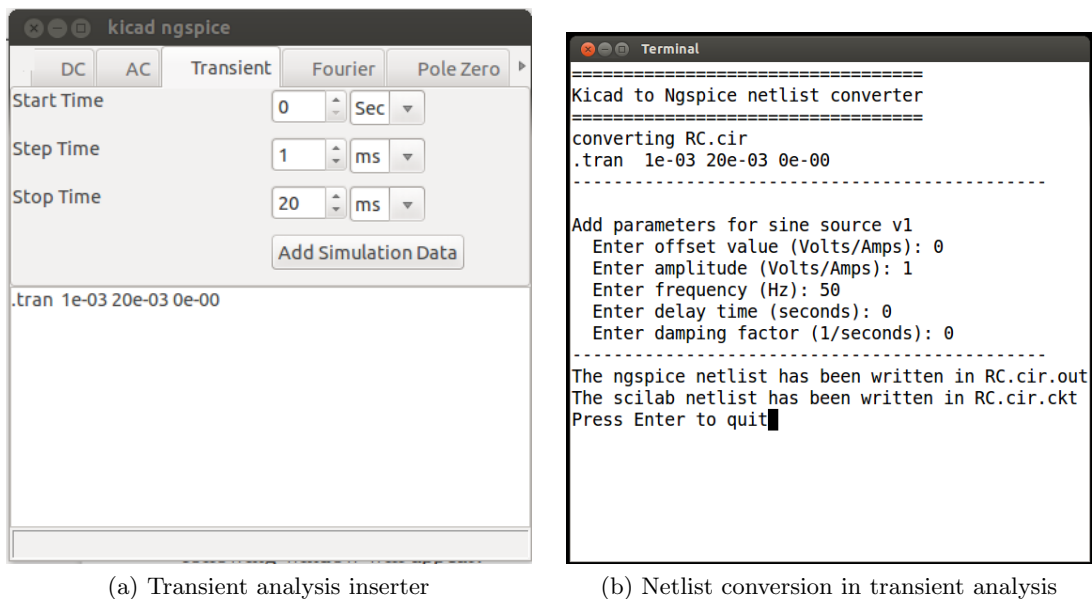 kicad ngspice
DC AC Transient Fourier Pole Zero
Start Time 0 Sec
Step Time 1 ms
Stop Time 20 ms
Add Simulation Data
.tran 1e-03 20e-03 0e-00
(a) Transient analysis inserter
Terminal
==================================
Kicad to Ngspice netlist converter
==================================
converting RC.cir
.tran  1e-03 20e-03 0e-00
----------------------------------------------
Add parameters for sine source v1
  Enter offset value (Volts/Amps): 0
  Enter amplitude (Volts/Amps): 1
  Enter frequency (Hz): 50
  Enter delay time (seconds): 0
  Enter damping factor (1/seconds): 0
----------------------------------------------
The ngspice netlist has been written in RC.cir.out
The scilab netlist has been written in RC.cir.ckt
Press Enter to quit
(b) Netlist conversion in transient analysis